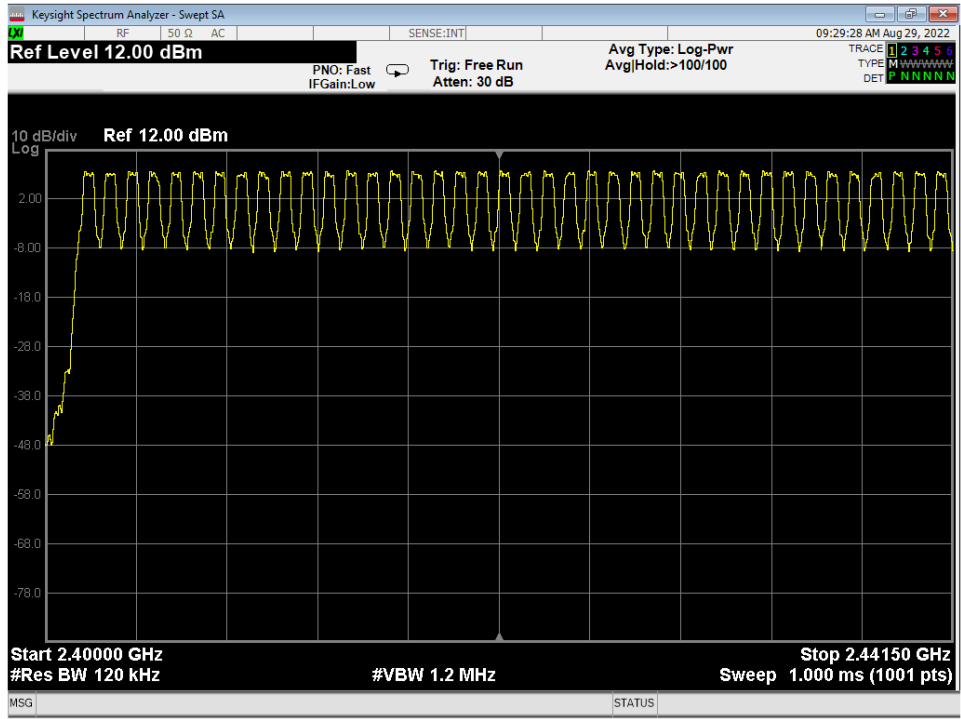 Keysight Spectrum Analyzer - Swept SA
LXI RF 50 Ω AC SENSE:INT 09:29:28 AM Aug 29, 2022
Ref Level 12.00 dBm
PNO: Fast
IFGain:Low
Trig: Free Run
Atten: 30 dB
Avg Type: Log-Pwr
Avg|Hold:>100/100
TRACE 1 2 3 4 5 6
TYPE M WWWWW
DET P N N N N N
10 dB/div Ref 12.00 dBm
Log
2.00
-8.00
-18.0
-28.0
-38.0
-48.0
-58.0
-68.0
-78.0
Start 2.40000 GHz Stop 2.44150 GHz
#Res BW 120 kHz #VBW 1.2 MHz Sweep 1.000 ms (1001 pts)
MSG STATUS